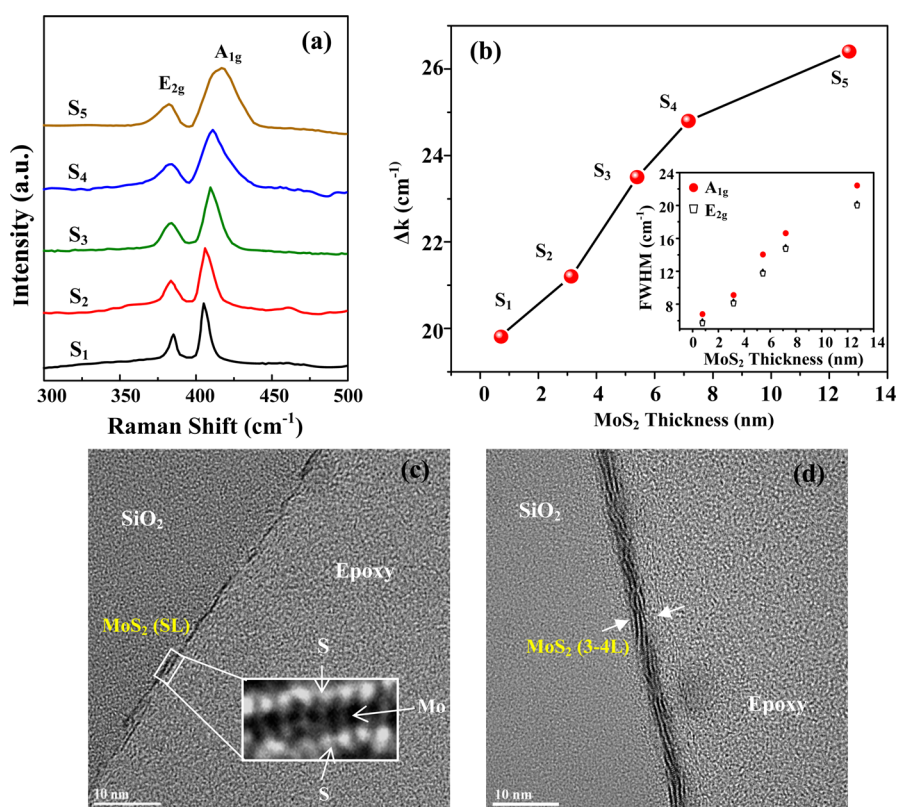 (a)
A1g
E2g
S5
S4
S3
S2
S1
Intensity (a.u.)
300 350 400 450 500
Raman Shift (cm-1)
(b)
26
24
22
20
Δk (cm-1)
S1
S2
S3
S4
S5
0 2 4 6 8 10 12 14
MoS2 Thickness (nm)
22
20
16
12
8
FWHM (cm-1)
A1g
E2g
0 2 4 6 8 10 12 14
MoS2 Thickness (nm)
(c)
SiO2
Epoxy
MoS2 (SL)
S
Mo
S
10 nm
(d)
SiO2
MoS2 (3-4L)
Epoxy
10 nm